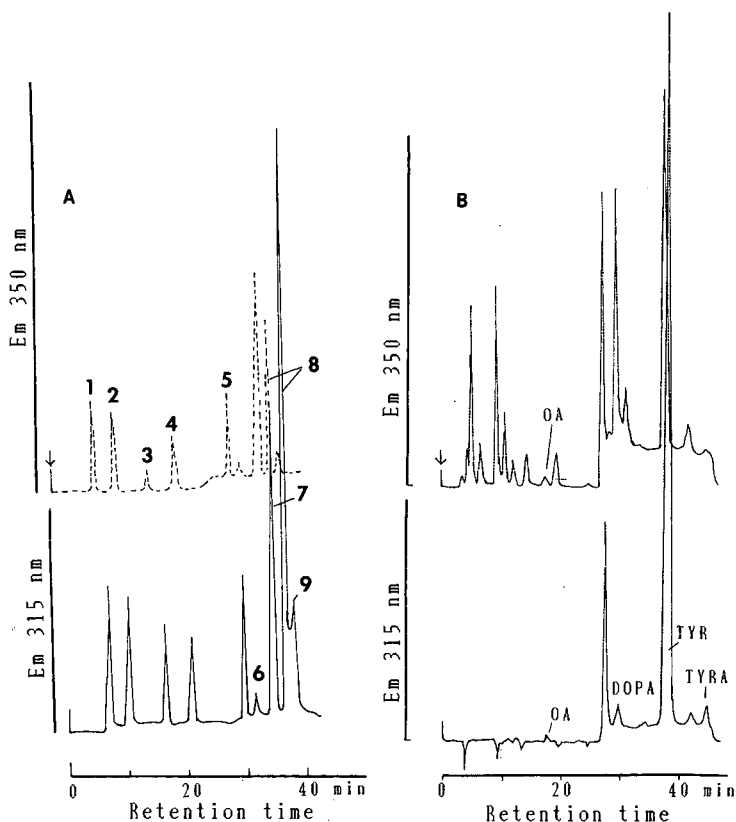 A
Em 350 nm
1
2
3
4
5
8
7
Em 315 nm
6
9
0
20
40
min
Retention time
B
Em 350 nm
OA
Em 315 nm
OA
DOPA
TYR
TYRA
0
20
40
min
Retention time